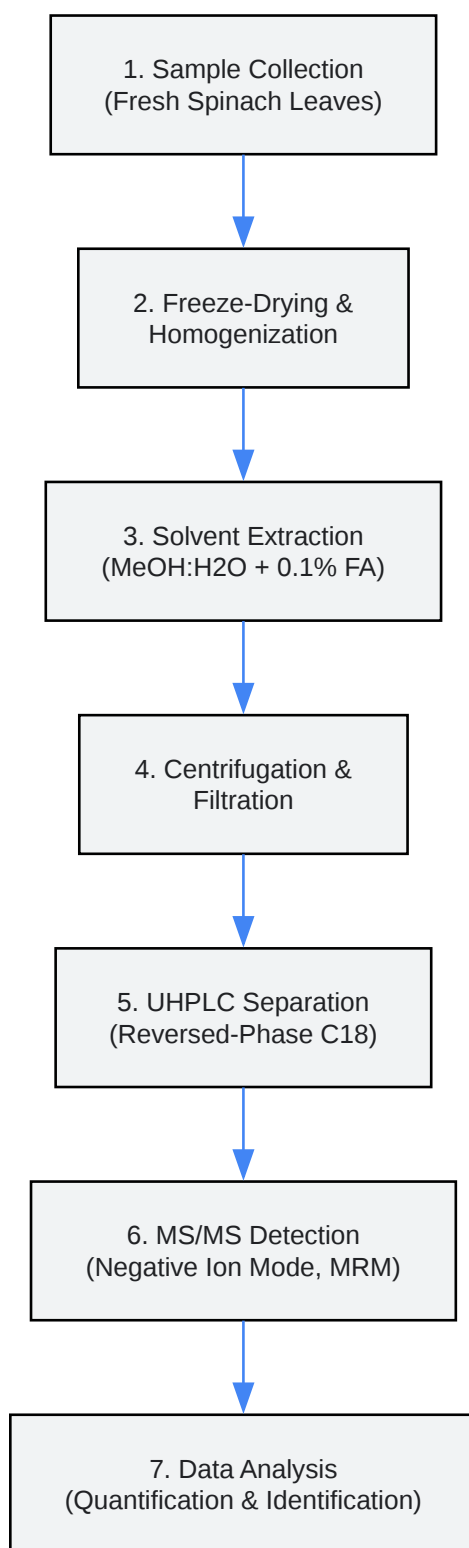 1. Sample Collection
(Fresh Spinach Leaves)
2. Freeze-Drying &
Homogenization
3. Solvent Extraction
(MeOH:H2O + 0.1% FA)
4. Centrifugation &
Filtration
5. UHPLC Separation
(Reversed-Phase C18)
6. MS/MS Detection
(Negative Ion Mode, MRM)
7. Data Analysis
(Quantification & Identification)